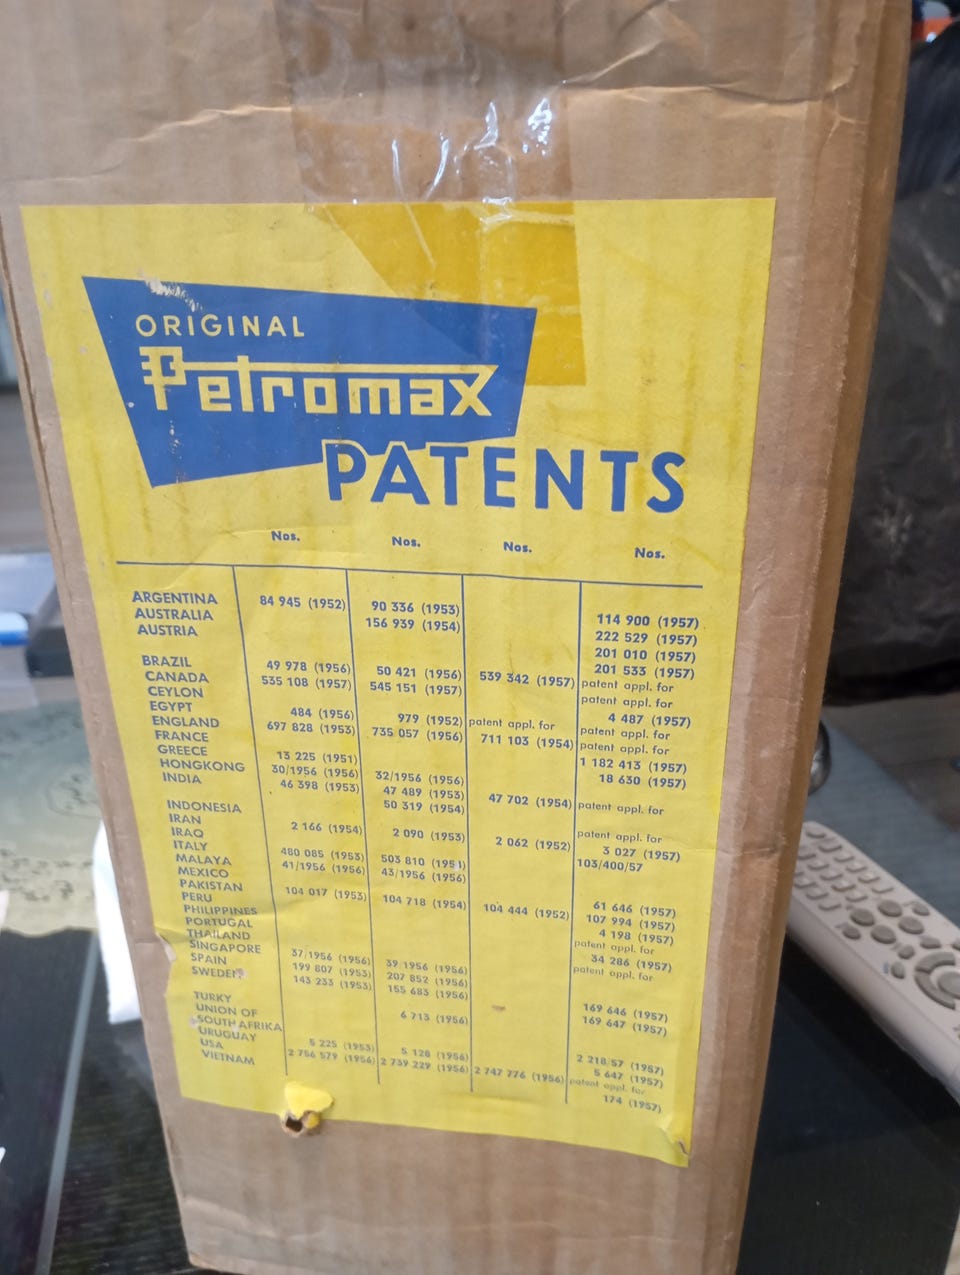 ORIGINAL
Petromax
PATENTS
Nos. Nos. Nos. Nos.
ARGENTINA 84 945 (1952) 90 336 (1953) 114 900 (1957)
AUSTRALIA 156 939 (1954) 222 529 (1957)
AUSTRIA 201 010 (1957)
201 533 (1957)
BRAZIL 49 978 (1956) 50 421 (1956) patent appl. for
CANADA 535 108 (1957) 545 151 (1957) 539 342 (1957) patent appl. for
CEYLON 4 487 (1957)
EGYPT 484 (1956) 979 (1952) patent appl. for patent appl. for
ENGLAND 697 828 (1953) 735 057 (1956) 711 103 (1954) patent appl. for
FRANCE 1 182 413 (1957)
GREECE 13 225 (1951) 18 630 (1957)
HONGKONG 30/1956 (1956) 32/1956 (1956)
INDIA 46 398 (1953) 47 489 (1953) 47 702 (1954) patent appl. for
50 319 (1954)
INDONESIA patent appl. for
IRAN 2 166 (1954) 2 090 (1953) 2 062 (1952) 3 027 (1957)
IRAQ 103/400/57
ITALY 480 085 (1953) 503 810 (1951)
MALAYA 41/1956 (1956) 43/1956 (1956)
MEXICO 61 646 (1957)
PAKISTAN 104 017 (1953) 104 718 (1954) 104 444 (1952) 107 994 (1957)
PERU 4 198 (1957)
PHILIPPINES patent appl. for
PORTUGAL 34 286 (1957)
THAILAND patent appl. for
SINGAPORE 37/1956 (1956) 39/1956 (1956)
SPAIN 199 807 (1953) 207 852 (1956)
SWEDEN 143 233 (1953) 155 683 (1956) 169 646 (1957)
169 647 (1957)
TURKY 6 713 (1956)
UNION OF
SOUTH AFRIKA 2 218/57 (1957)
URUGUAY 5 225 (1953) 5 128 (1956) 5 647 (1957)
USA 2 756 579 (1956) 2 739 229 (1956) 2 747 776 (1956) patent appl. for
VIETNAM 174 (1957)